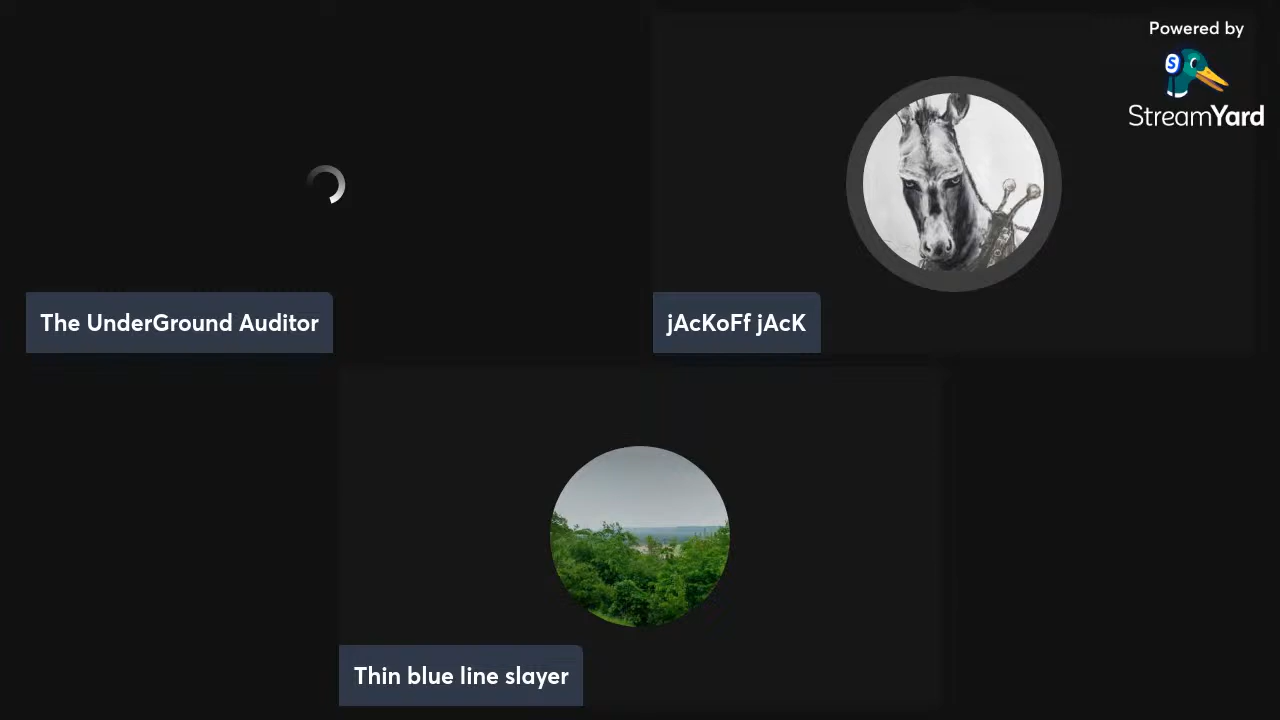 Powered by
StreamYard
The UnderGround Auditor
jAcKoFf jAcK
Thin blue line slayer